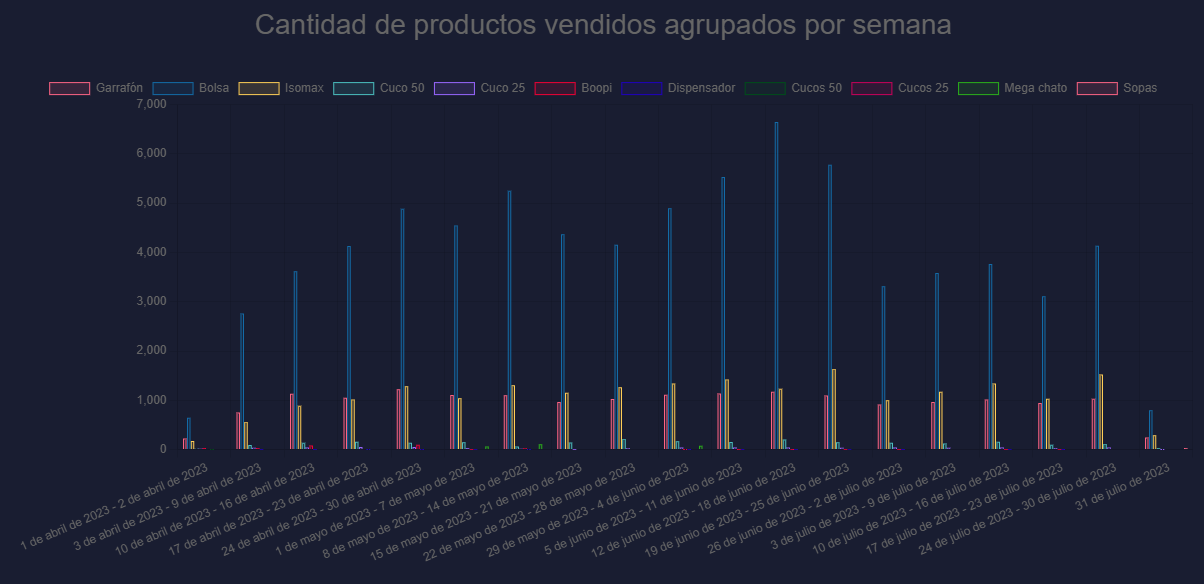 Cantidad de productos vendidos agrupados por semana
Garrafón Bolsa Isomax Cuco 50 Cuco 25 Boopi Dispensador Cucos 50 Cucos 25 Mega chato Sopas
7,000
6,000
5,000
4,000
3,000
2,000
1,000
0
1 de abril de 2023 - 2 de abril de 2023
3 de abril de 2023 - 9 de abril de 2023
10 de abril de 2023 - 16 de abril de 2023
17 de abril de 2023 - 23 de abril de 2023
24 de abril de 2023 - 30 de abril de 2023
1 de mayo de 2023 - 7 de mayo de 2023
8 de mayo de 2023 - 14 de mayo de 2023
15 de mayo de 2023 - 21 de mayo de 2023
22 de mayo de 2023 - 28 de mayo de 2023
29 de mayo de 2023 - 4 de junio de 2023
5 de junio de 2023 - 11 de junio de 2023
12 de junio de 2023 - 18 de junio de 2023
19 de junio de 2023 - 25 de junio de 2023
26 de junio de 2023 - 2 de julio de 2023
3 de julio de 2023 - 9 de julio de 2023
10 de julio de 2023 - 16 de julio de 2023
17 de julio de 2023 - 23 de julio de 2023
24 de julio de 2023 - 30 de julio de 2023
31 de julio de 2023